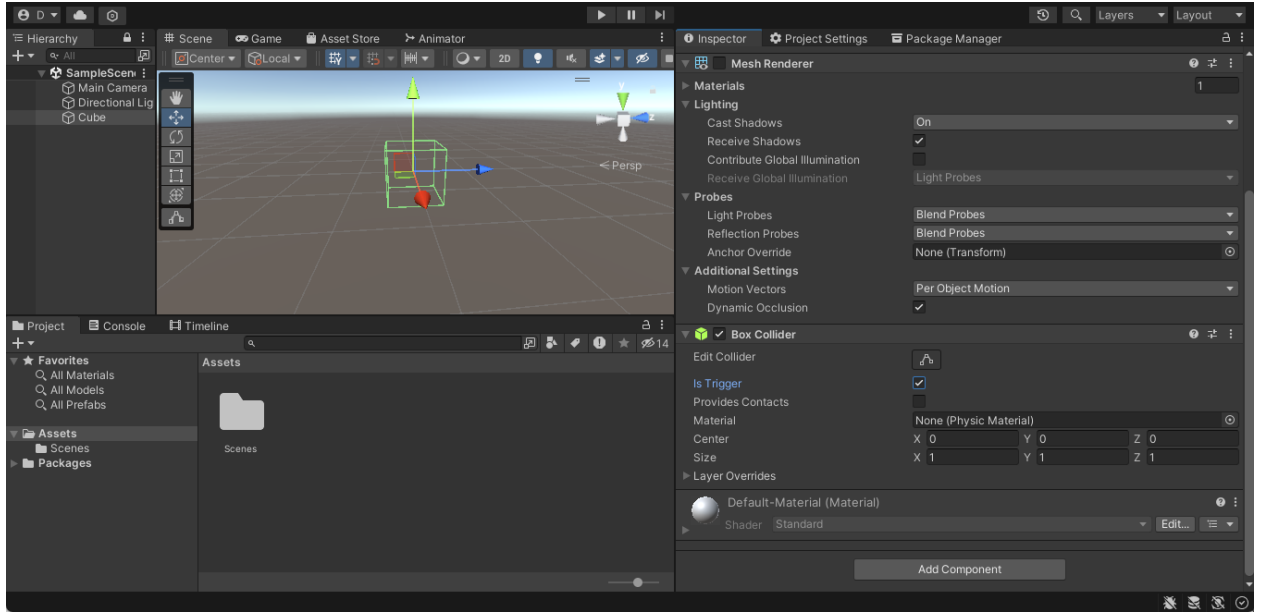 D
Layers
Layout
Hierarchy
All
SampleScen
Main Camera
Directional Lig
Cube
Scene
Game
Asset Store
Animator
Center
Local
2D
y
z
Persp
Project
Console
Timeline
14
Favorites
All Materials
All Models
All Prefabs
Assets
Scenes
Packages
Assets
Scenes
Inspector
Project Settings
Package Manager
Mesh Renderer
Materials 1
Lighting
Cast Shadows On
Receive Shadows
Contribute Global Illumination
Receive Global Illumination Light Probes
Probes
Light Probes Blend Probes
Reflection Probes Blend Probes
Anchor Override None (Transform)
Additional Settings
Motion Vectors Per Object Motion
Dynamic Occlusion
Box Collider
Edit Collider
Is Trigger
Provides Contacts
Material None (Physic Material)
Center X 0 Y 0 Z 0
Size X 1 Y 1 Z 1
Layer Overrides
Default-Material (Material)
Shader Standard Edit...
Add Component